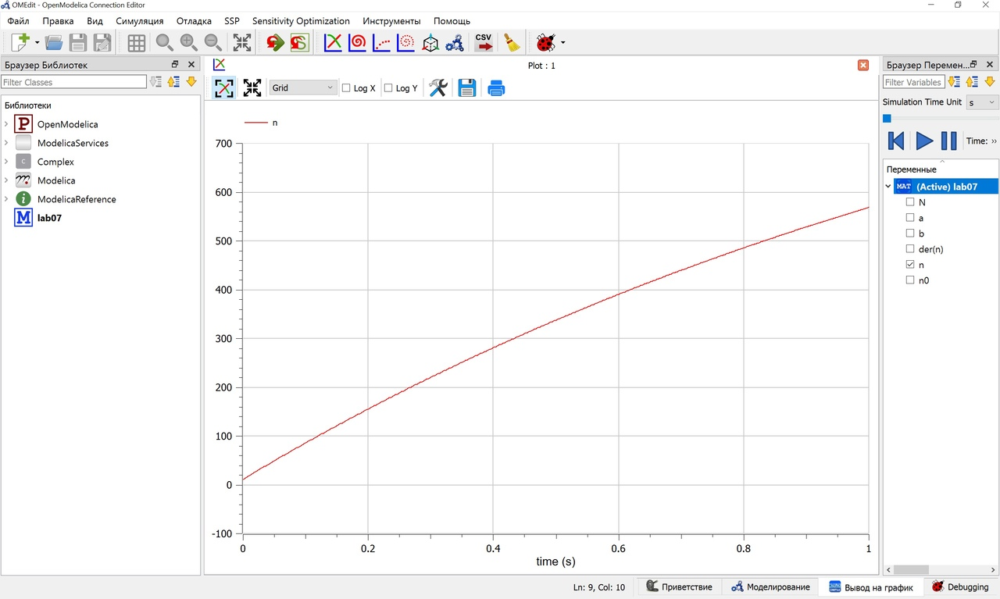 OMEdit - OpenModelica Connection Editor
Файл Правка Вид Симуляция Отладка SSP Sensitivity Optimization Инструменты Помощь
CSV
Браузер Библиотек
Filter Classes
Библиотеки
P OpenModelica
ModelicaServices
C Complex
m Modelica
i ModelicaReference
M lab07
Plot : 1
Grid Log X Log Y
n
700
600
500
400
300
200
100
0
-100
0 0.2 0.4 0.6 0.8 1
time (s)
Браузер Перемен...
Filter Variables
Simulation Time Unit s
Time: »
Переменные
MAT (Active) lab07
N
a
b
der(n)
n
n0
Ln: 9, Col: 10 Приветствие Моделирование Вывод на график Debugging